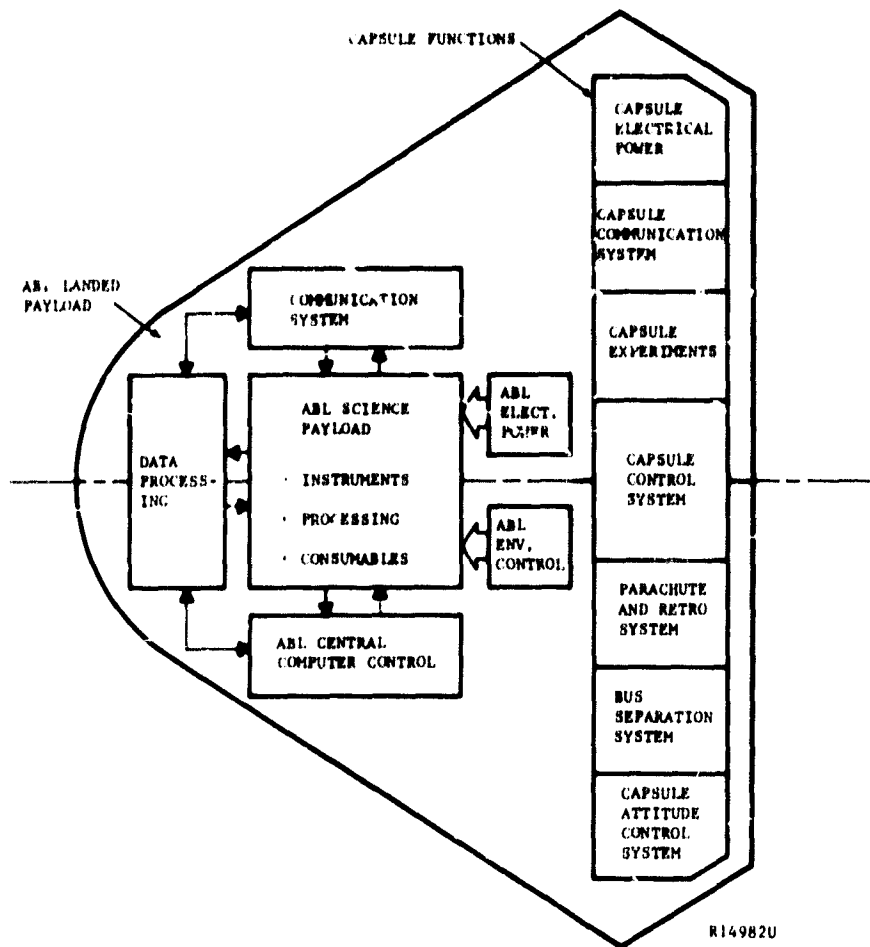 CAPSULE FUNCTIONS
CAPSULE
ELECTRICAL
POWER
CAPSULE
COMMUNICATION
SYSTEM
CAPSULE
EXPERIMENTS
CAPSULE
CONTROL
SYSTEM
PARACHUTE
AND RETRO
SYSTEM
BUS
SEPARATION
SYSTEM
CAPSULE
ATTITUDE
CONTROL
SYSTEM
ABL LANDED
PAYLOAD
COMMUNICATION
SYSTEM
DATA
PROCESS-
ING
ABL SCIENCE
PAYLOAD
· INSTRUMENTS
· PROCESSING
· CONSUMABLES
ABL
ELECT.
POWER
ABL
ENV.
CONTROL
ABL CENTRAL
COMPUTER CONTROL
R14982U